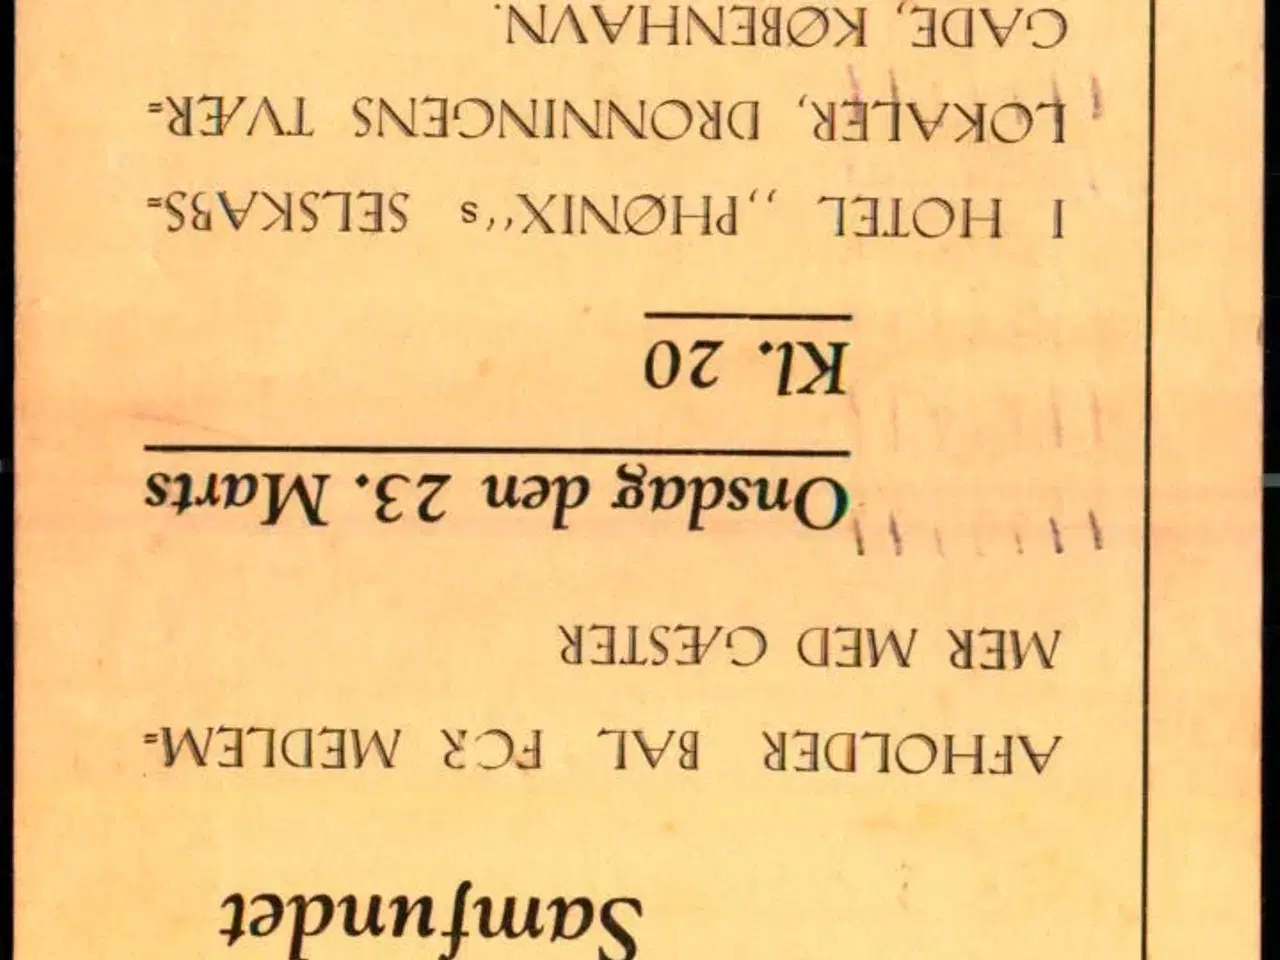 Samfundet
AFHOLDER BAL FOR MEDLEM=
MER MED GÆSTER
Onsdag den 23. Marts
Kl. 20
I HOTEL ,,PHØNIX''s SELSKABS=
LOKALER, DRONNINGENS TVÆR=
GADE, KØBENHAVN.